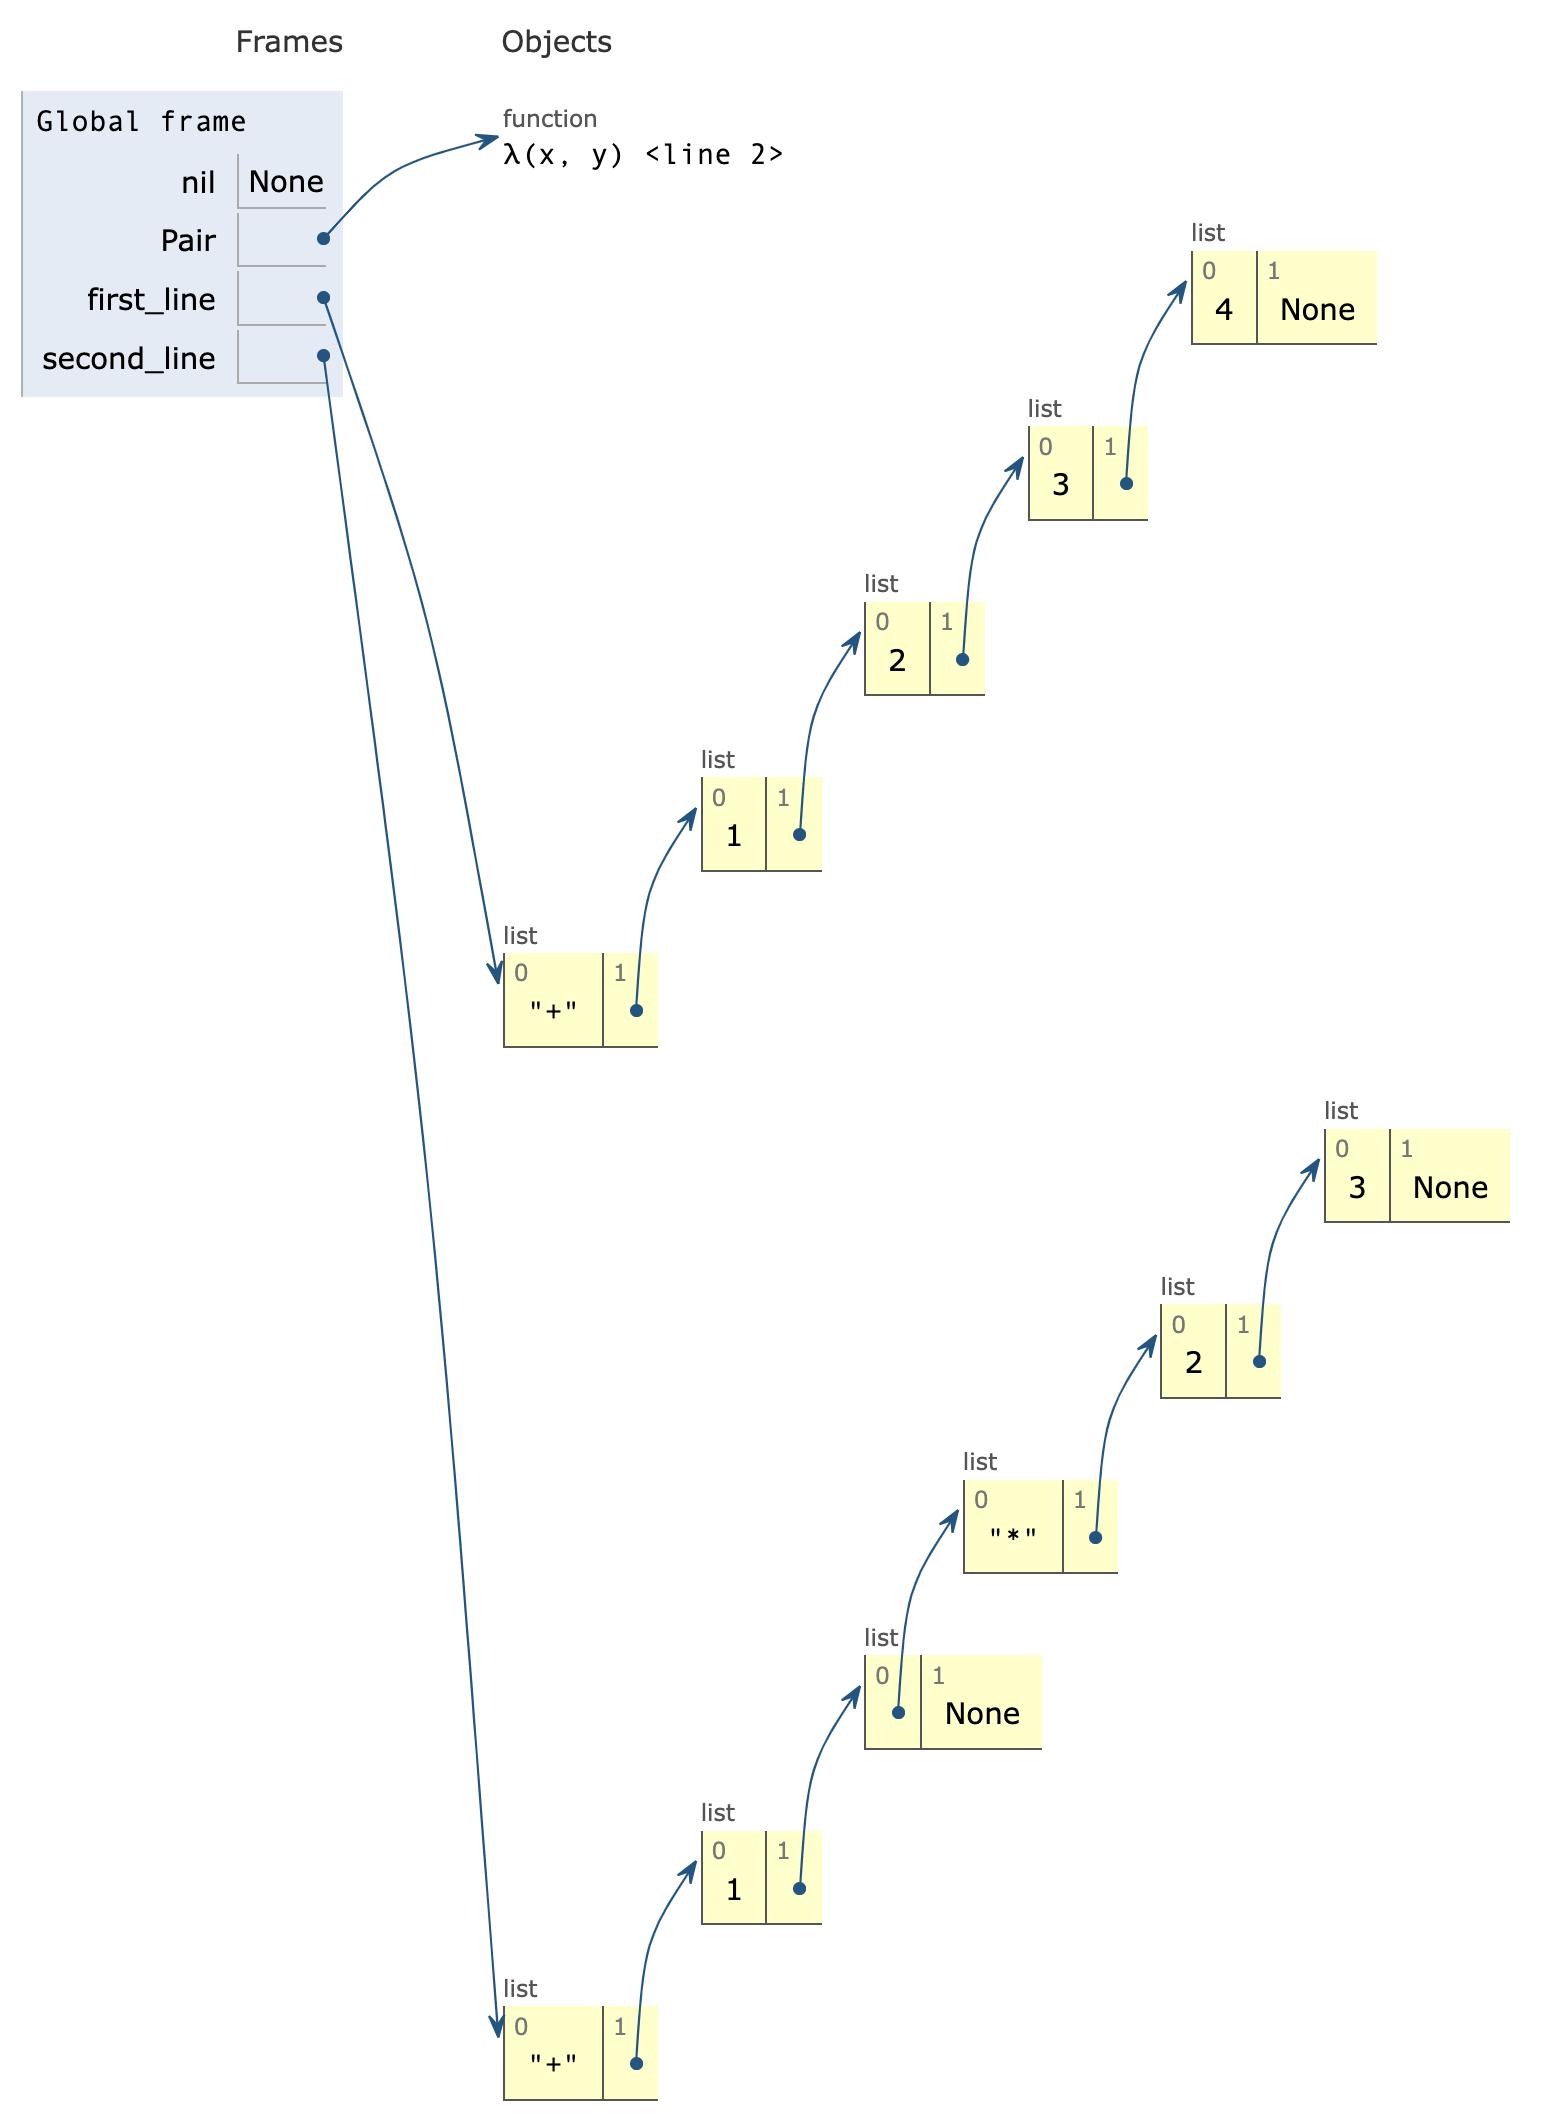 Frames
Objects
Global frame
nil None
Pair
first_line
second_line
function
λ(x, y) <line 2>
list
0 1
4 None
list
0 1
3
list
0 1
2
list
0 1
1
list
0 1
"+"
list
0 1
3 None
list
0 1
2
list
0 1
"*"
list
0 1
None
list
0 1
1
list
0 1
"+"